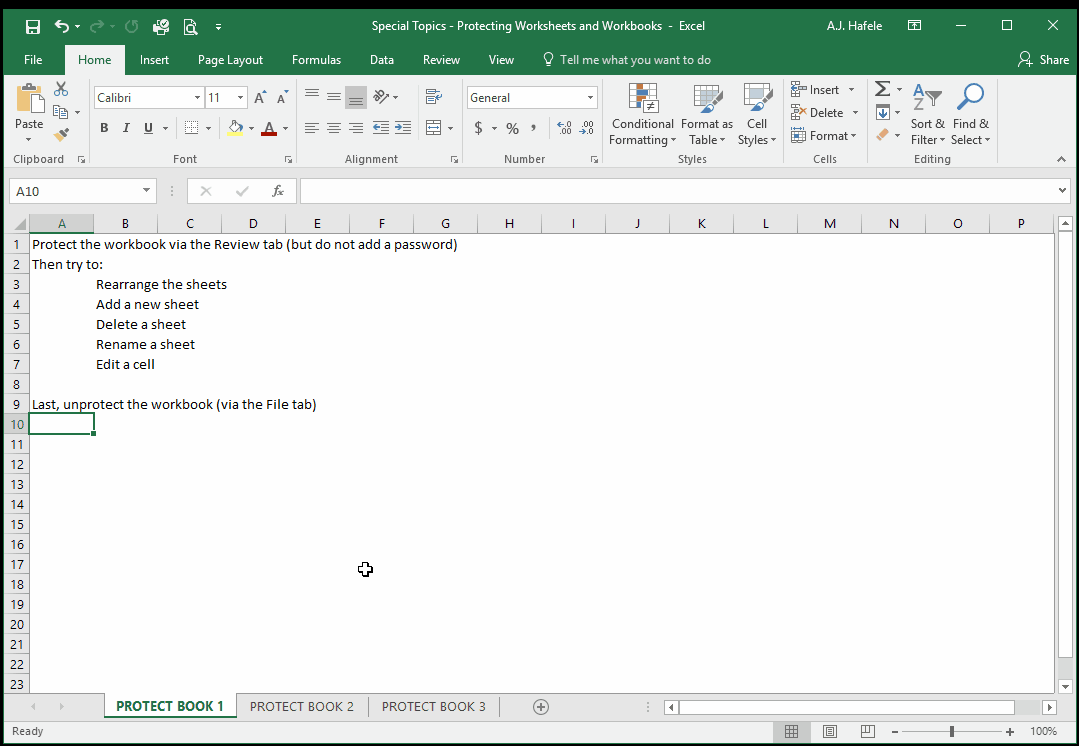 Special Topics - Protecting Worksheets and Workbooks - Excel
A.J. Hafele
File Home Insert Page Layout Formulas Data Review View Tell me what you want to do Share
Paste
Calibri 11
A A
B I U A
General
$ % ,
.00 .0
Conditional Formatting
Format as Table
Cell Styles
Insert
Delete
Format
Σ
A Z
Sort & Filter
Find & Select
Clipboard Font Alignment Number Styles Cells Editing
A10 fx
A B C D E F G H I J K L M N O P
1 Protect the workbook via the Review tab (but do not add a password)
2 Then try to:
3 Rearrange the sheets
4 Add a new sheet
5 Delete a sheet
6 Rename a sheet
7 Edit a cell
8
9 Last, unprotect the workbook (via the File tab)
10
11
12
13
14
15
16
17
18
19
20
21
22
23
PROTECT BOOK 1 PROTECT BOOK 2 PROTECT BOOK 3
Ready 100%